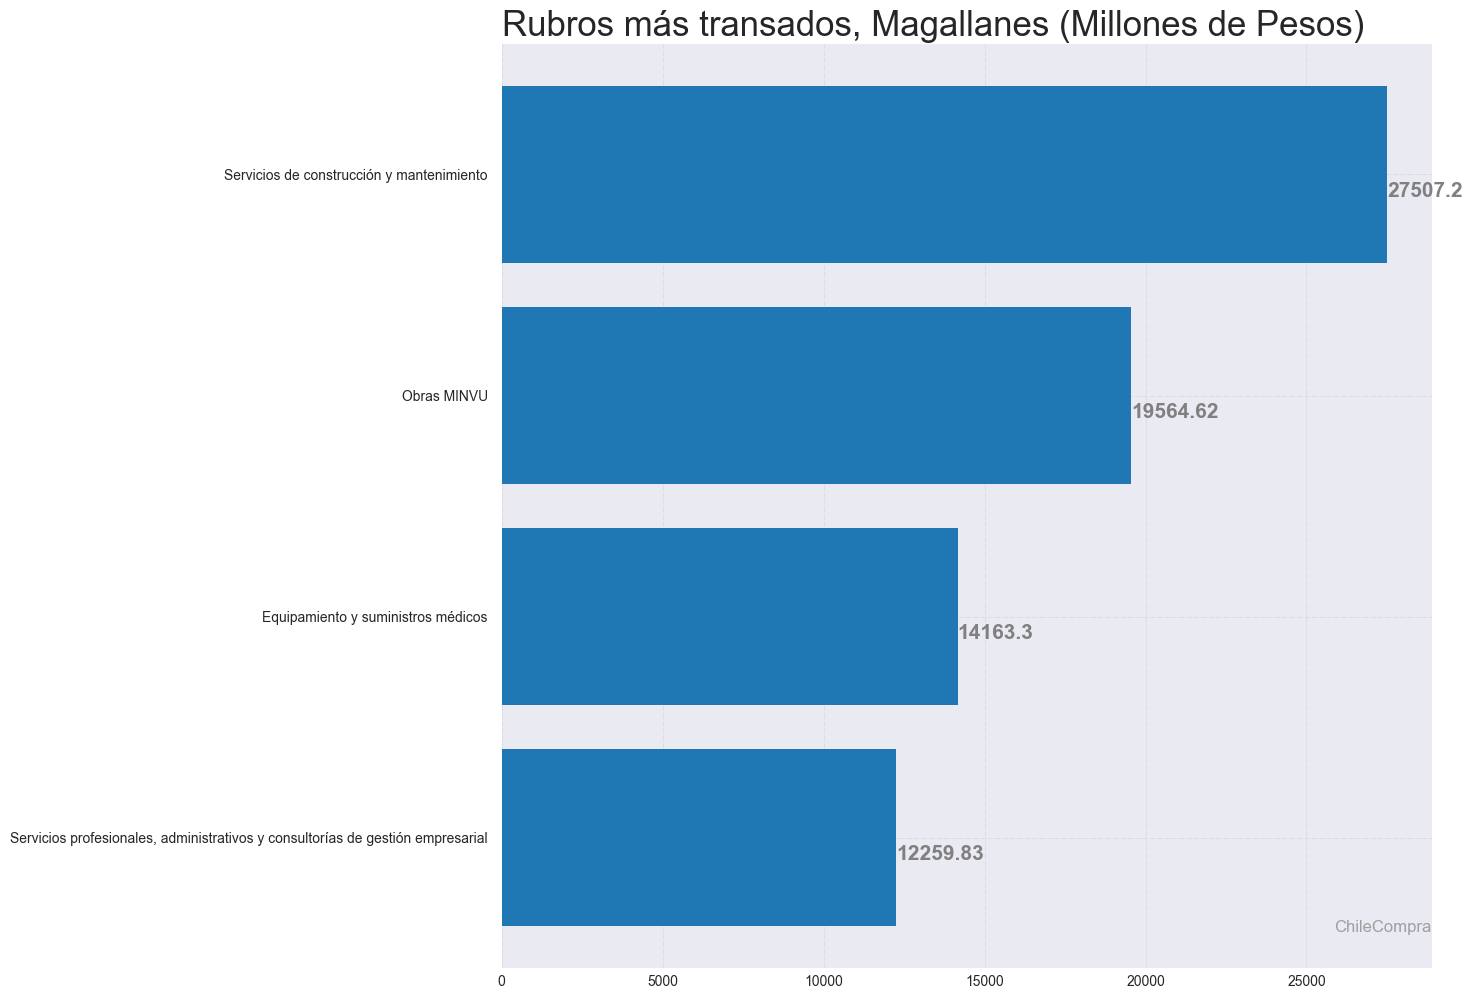 Rubros más transados, Magallanes (Millones de Pesos)
Servicios de construcción y mantenimiento
27507.2
Obras MINVU
19564.62
Equipamiento y suministros médicos
14163.3
Servicios profesionales, administrativos y consultorías de gestión empresarial
12259.83
ChileCompra
0 5000 10000 15000 20000 25000